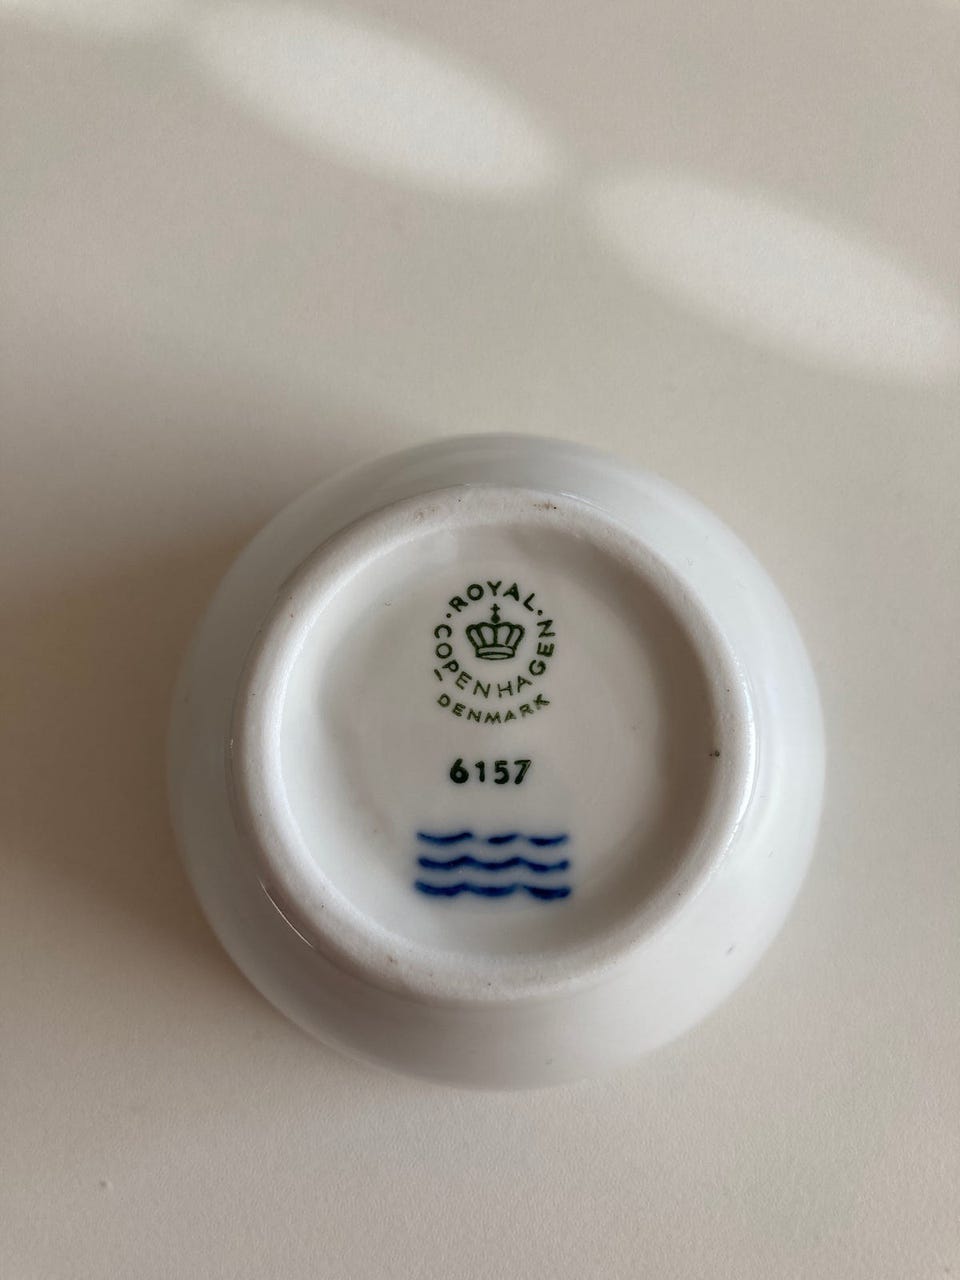 ROYAL
COPENHAGEN
DENMARK
6157